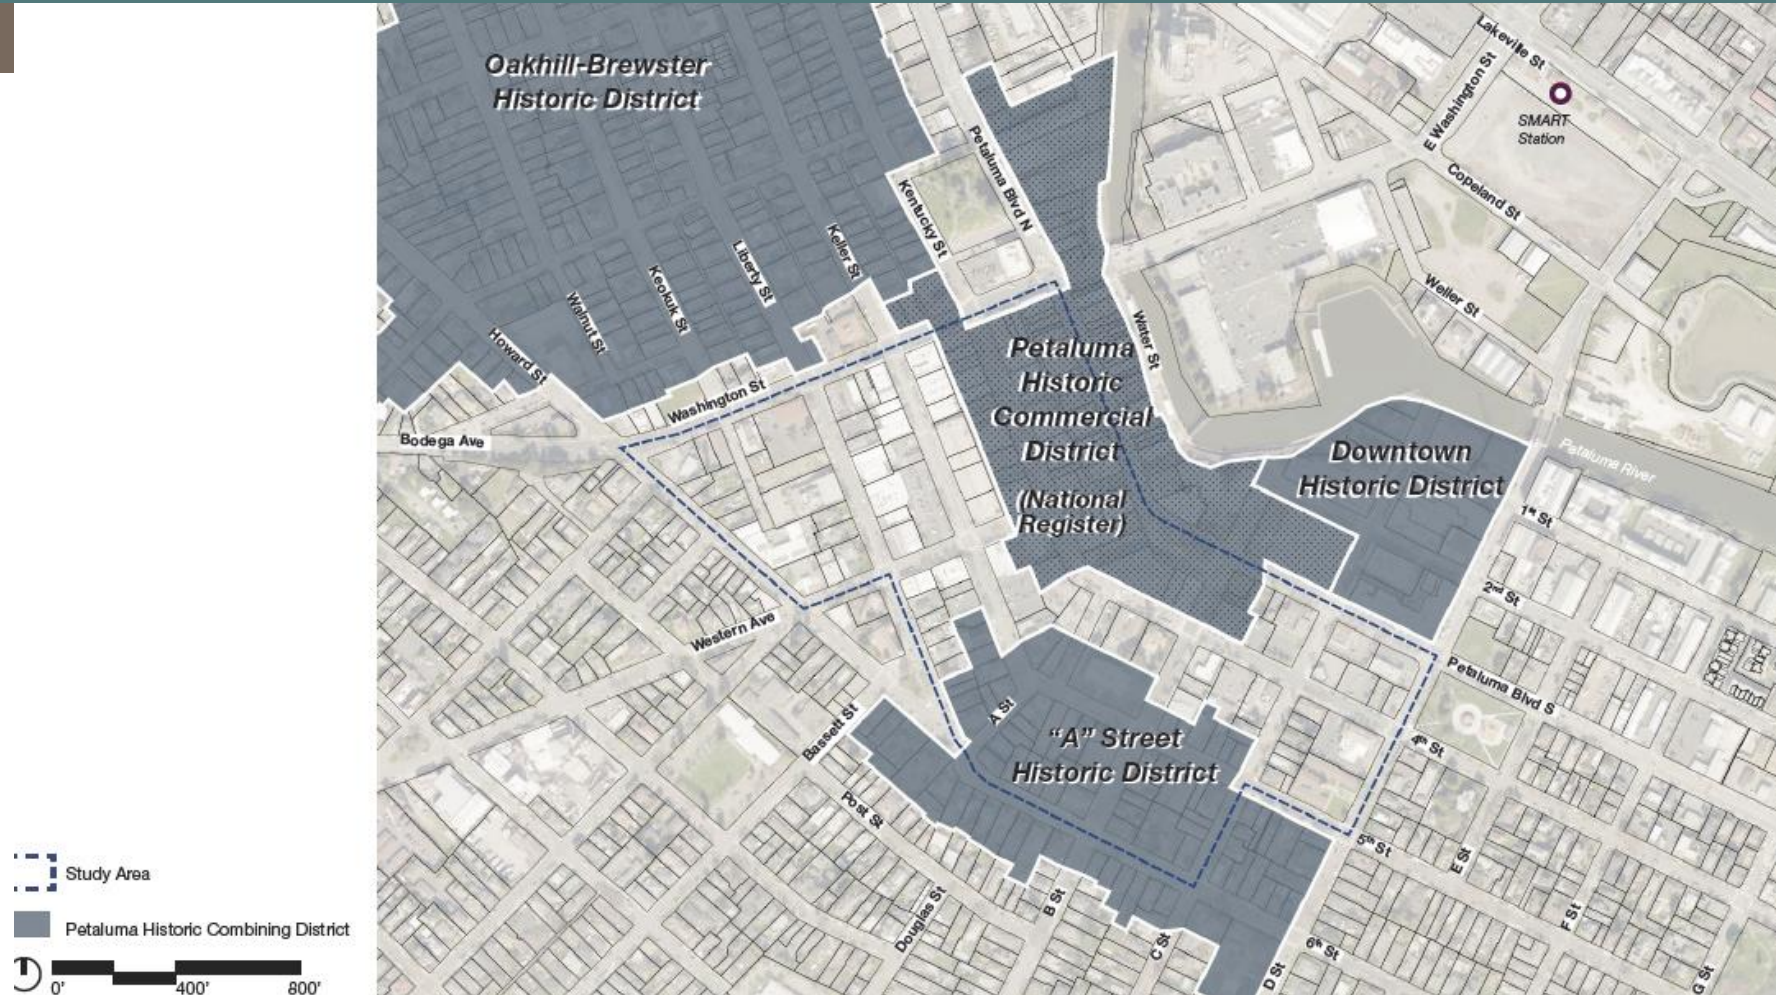 Oakhill-Brewster
Historic District
Lakeville St
E Washington St
SMART
Station
Petaluma Blvd N
Copeland St
Kentucky St
Keller St
Liberty St
Keokuk St
Walnut St
Howard St
Weller St
Water St
Petaluma
Historic
Commercial
District
(National
Register)
Washington St
Bodega Ave
Downtown
Historic District
Petaluma River
1st St
2nd St
Western Ave
Petaluma Blvd S
A St
Bassett St
"A" Street
Historic District
4th St
Post St
5th St
E St
Study Area
Douglas St
B St
F St
Petaluma Historic Combining District
C St
6th St
D St
G St
0' 400' 800'